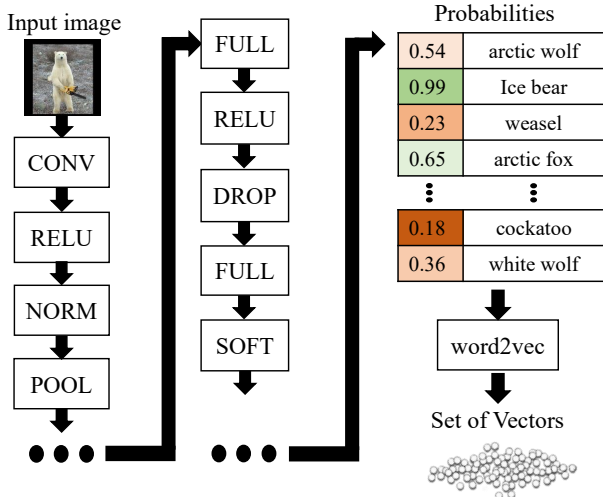 Input image
CONV
RELU
NORM
POOL
FULL
RELU
DROP
FULL
SOFT
Probabilities
0.54 arctic wolf
0.99 Ice bear
0.23 weasel
0.65 arctic fox
0.18 cockatoo
0.36 white wolf
word2vec
Set of Vectors